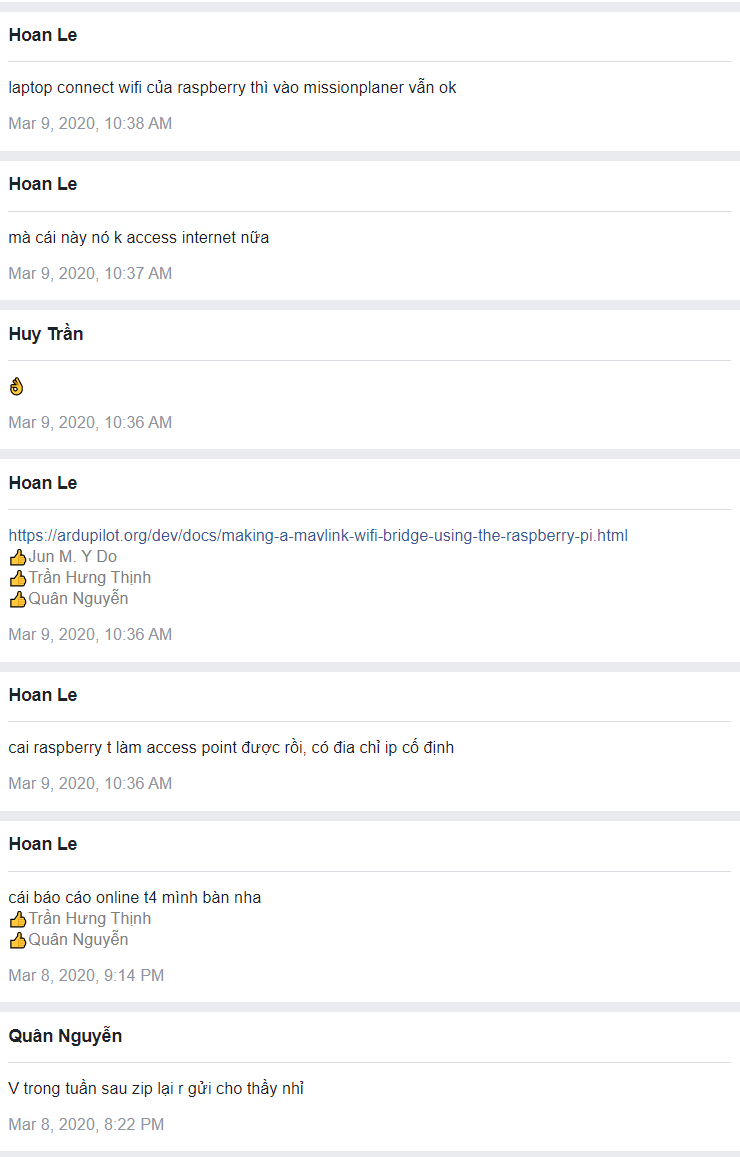 Hoan Le
laptop connect wifi của raspberry thì vào missionplaner vẫn ok
Mar 9, 2020, 10:38 AM
Hoan Le
mà cái này nó k access internet nữa
Mar 9, 2020, 10:37 AM
Huy Trần
👌
Mar 9, 2020, 10:36 AM
Hoan Le
https://ardupilot.org/dev/docs/making-a-mavlink-wifi-bridge-using-the-raspberry-pi.html
👍Jun M. Y Do
👍Trần Hưng Thịnh
👍Quân Nguyễn
Mar 9, 2020, 10:36 AM
Hoan Le
cai raspberry t làm access point được rồi, có đia chỉ ip cố định
Mar 9, 2020, 10:36 AM
Hoan Le
cái báo cáo online t4 mình bàn nha
👍Trần Hưng Thịnh
👍Quân Nguyễn
Mar 8, 2020, 9:14 PM
Quân Nguyễn
V trong tuần sau zip lại r gửi cho thầy nhỉ
Mar 8, 2020, 8:22 PM